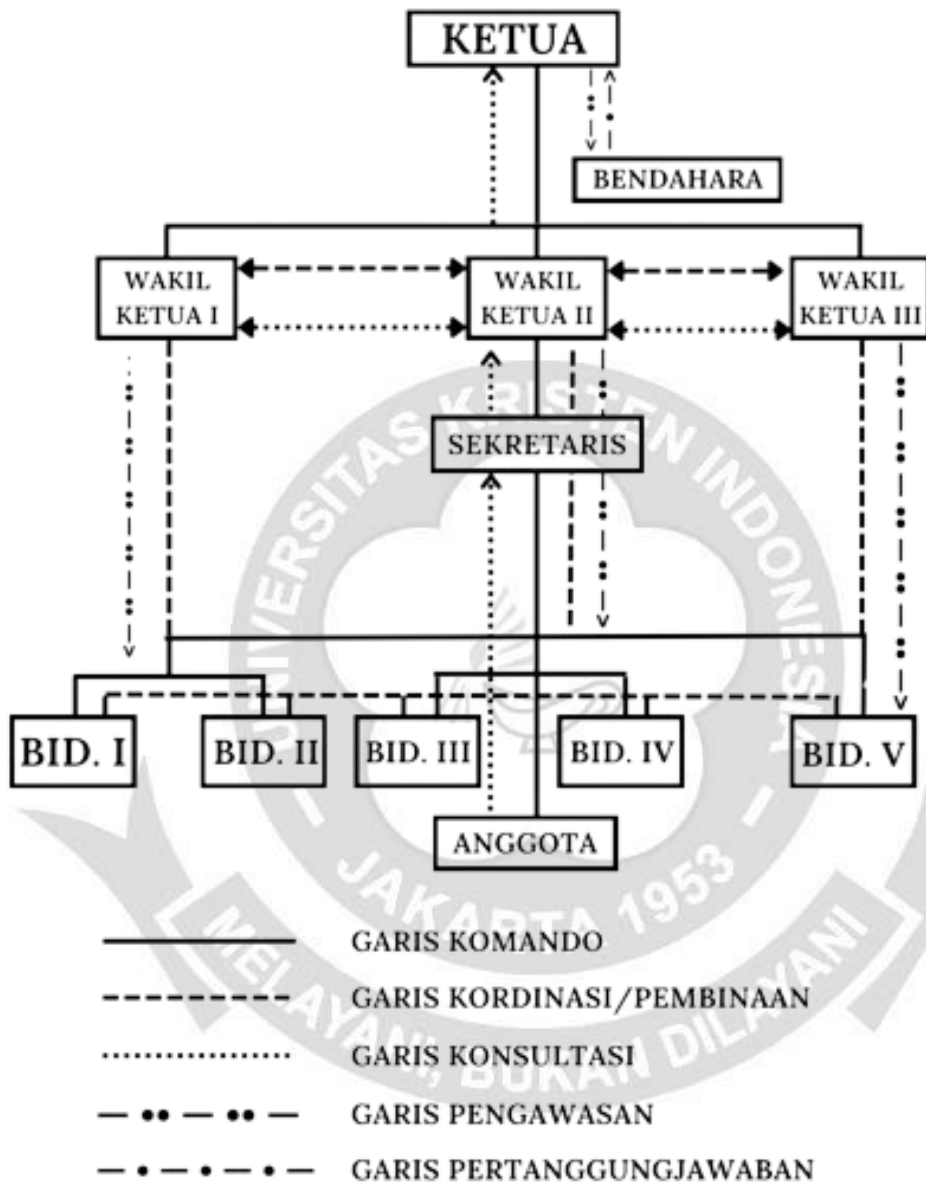 KETUA
BENDAHARA
WAKIL
KETUA I
WAKIL
KETUA II
WAKIL
KETUA III
SEKRETARIS
BID. I
BID. II
BID. III
BID. IV
BID. V
ANGGOTA
GARIS KOMANDO
GARIS KORDINASI/PEMBINAAN
GARIS KONSULTASI
GARIS PENGAWASAN
GARIS PERTANGGUNGJAWABAN
UNIVERSITAS KRISTEN INDONESIA
JAKARTA 1953
MELAYANI, BUKAN DILAYANI